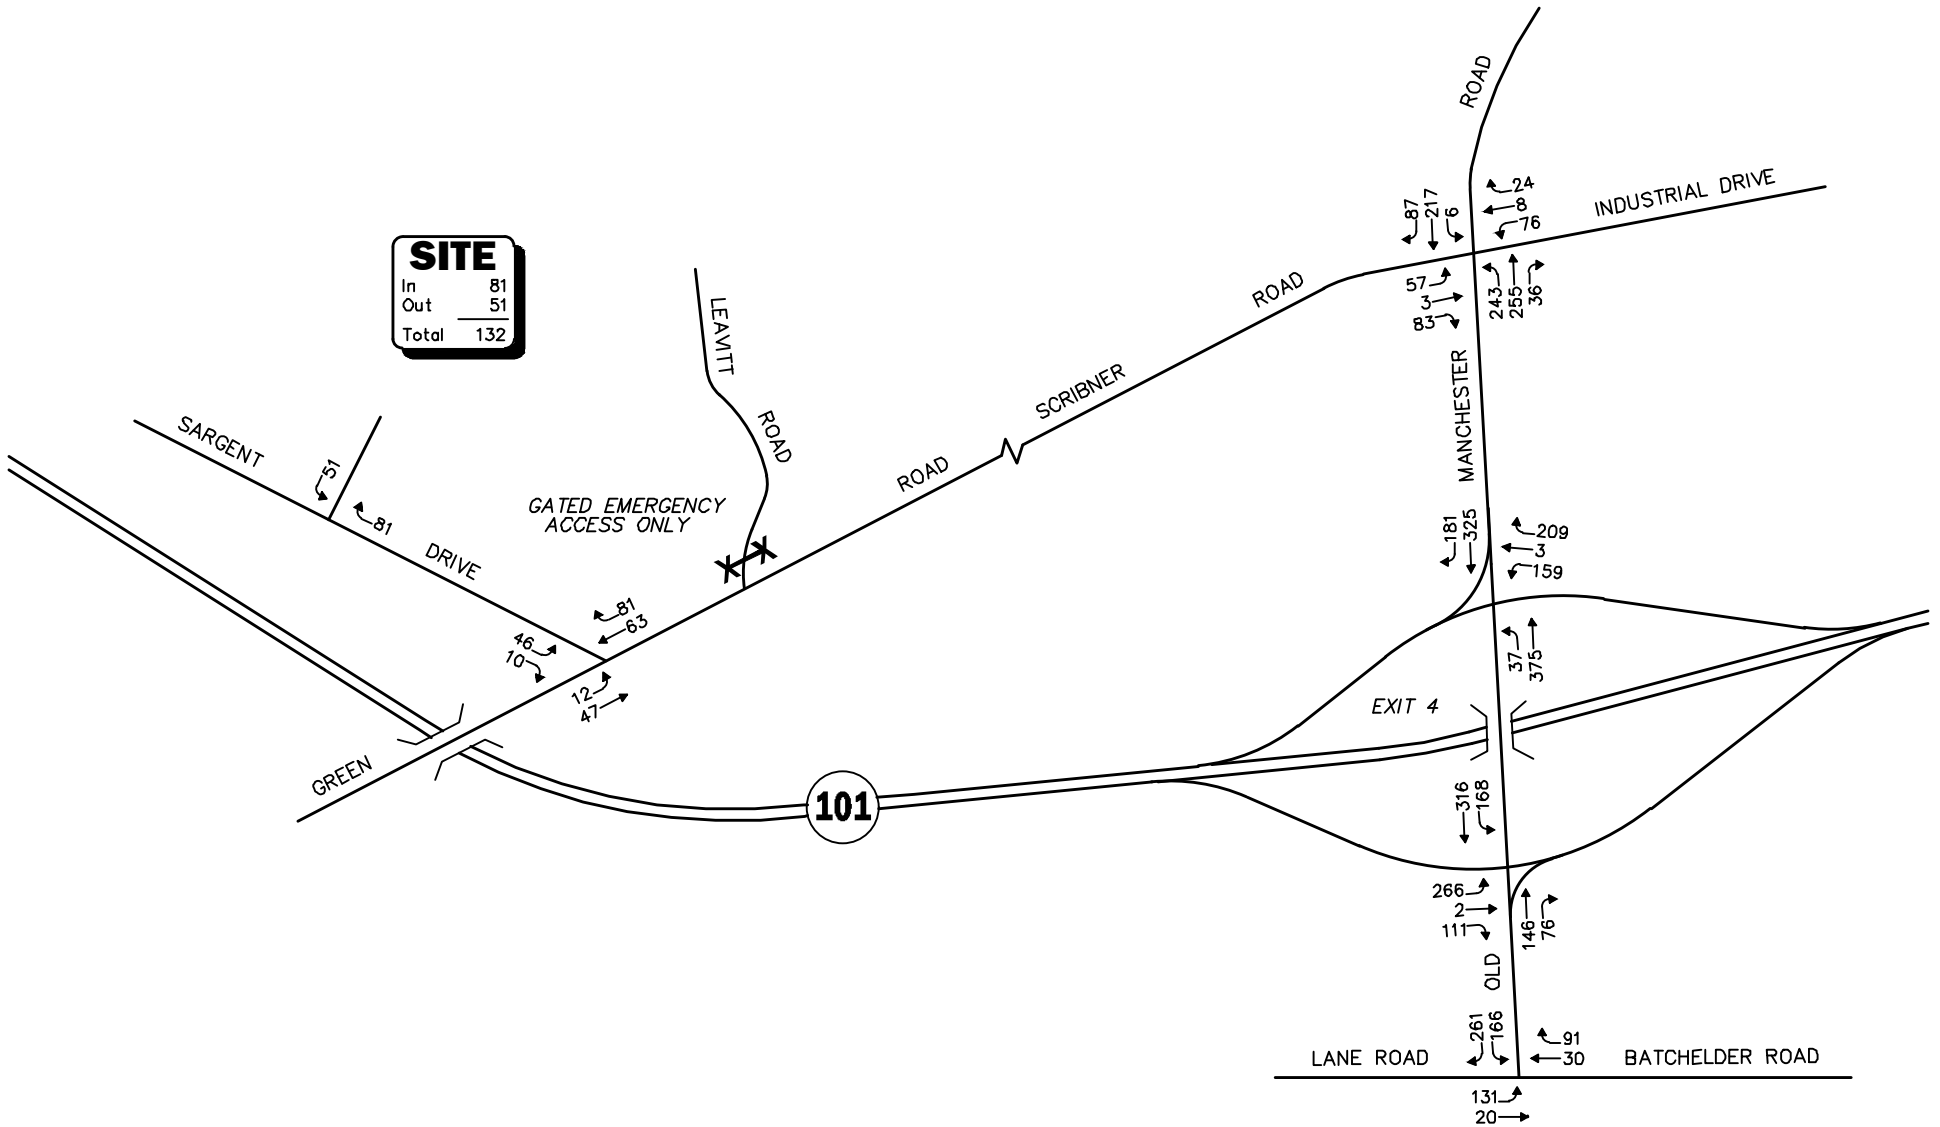 ROAD
24
8
76
INDUSTRIAL DRIVE
87
217
6
SITE
In 81
Out 51
Total 132
57
3
83
243
255
36
ROAD
LEAVITT
ROAD
SCRIBNER
ROAD
MANCHESTER
SARGENT
51
81
DRIVE
GATED EMERGENCY
ACCESS ONLY
181
325
209
3
159
81
63
46
10
12
47
37
375
EXIT 4
GREEN
101
316
168
266
2
111
146
76
OLD
261
166
91
30
LANE ROAD
BATCHELDER ROAD
131
20